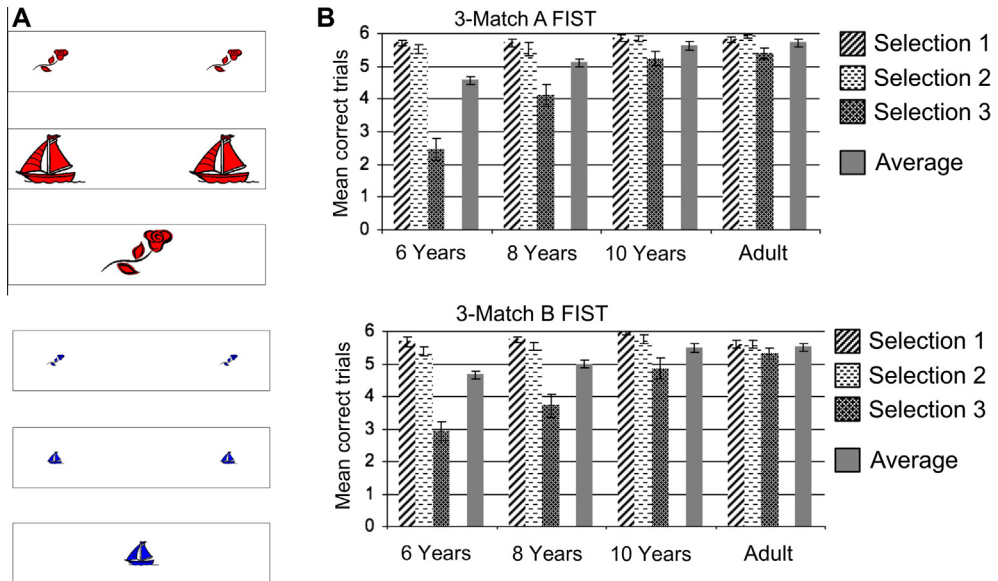 A
B
3-Match A FIST
Mean correct trials
6
5
4
3
2
1
0
6 Years
8 Years
10 Years
Adult
Selection 1
Selection 2
Selection 3
Average
3-Match B FIST
Mean correct trials
6
5
4
3
2
1
0
6 Years
8 Years
10 Years
Adult
Selection 1
Selection 2
Selection 3
Average